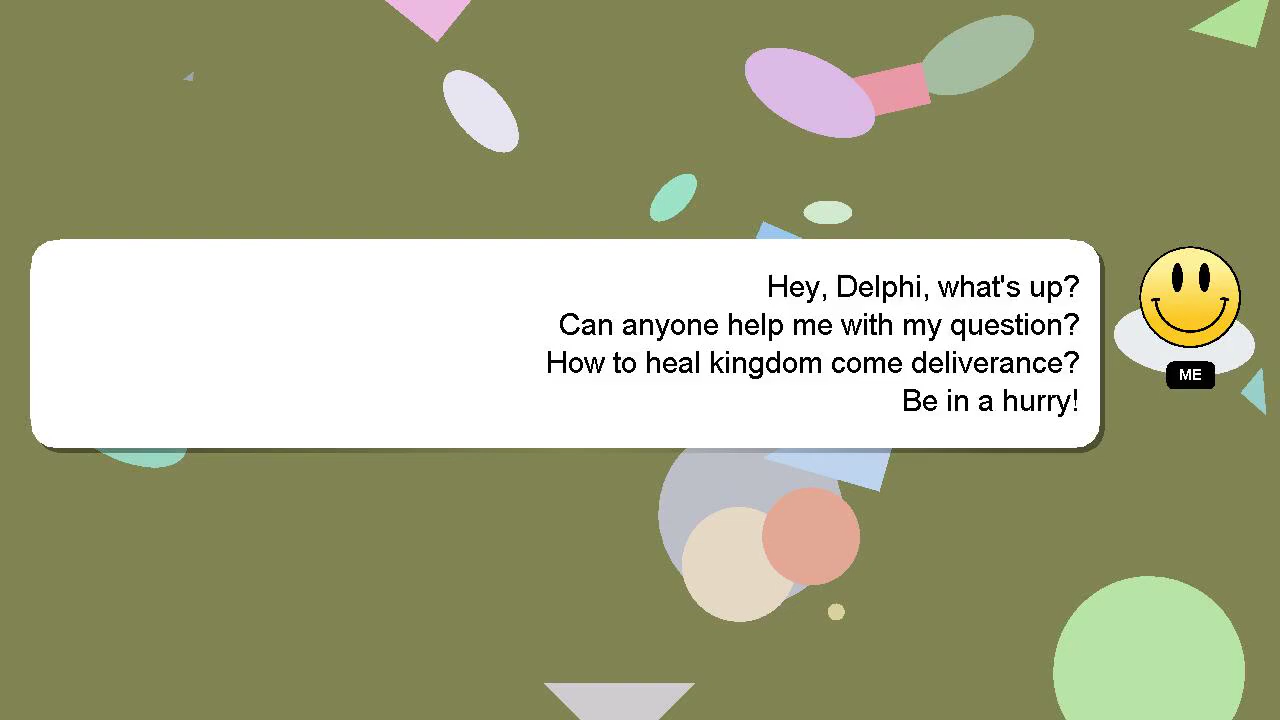 Hey, Delphi, what's up?
Can anyone help me with my question?
How to heal kingdom come deliverance?
Be in a hurry!
ME